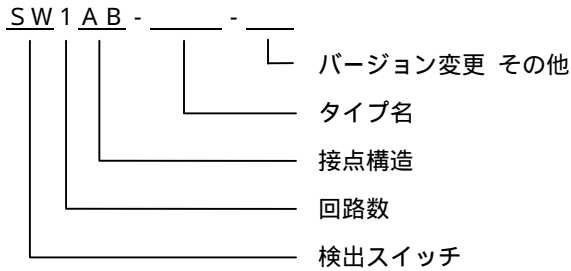 SW1AB-　　-
バージョン変更 その他
タイプ名
接点構造
回路数
検出スイッチ